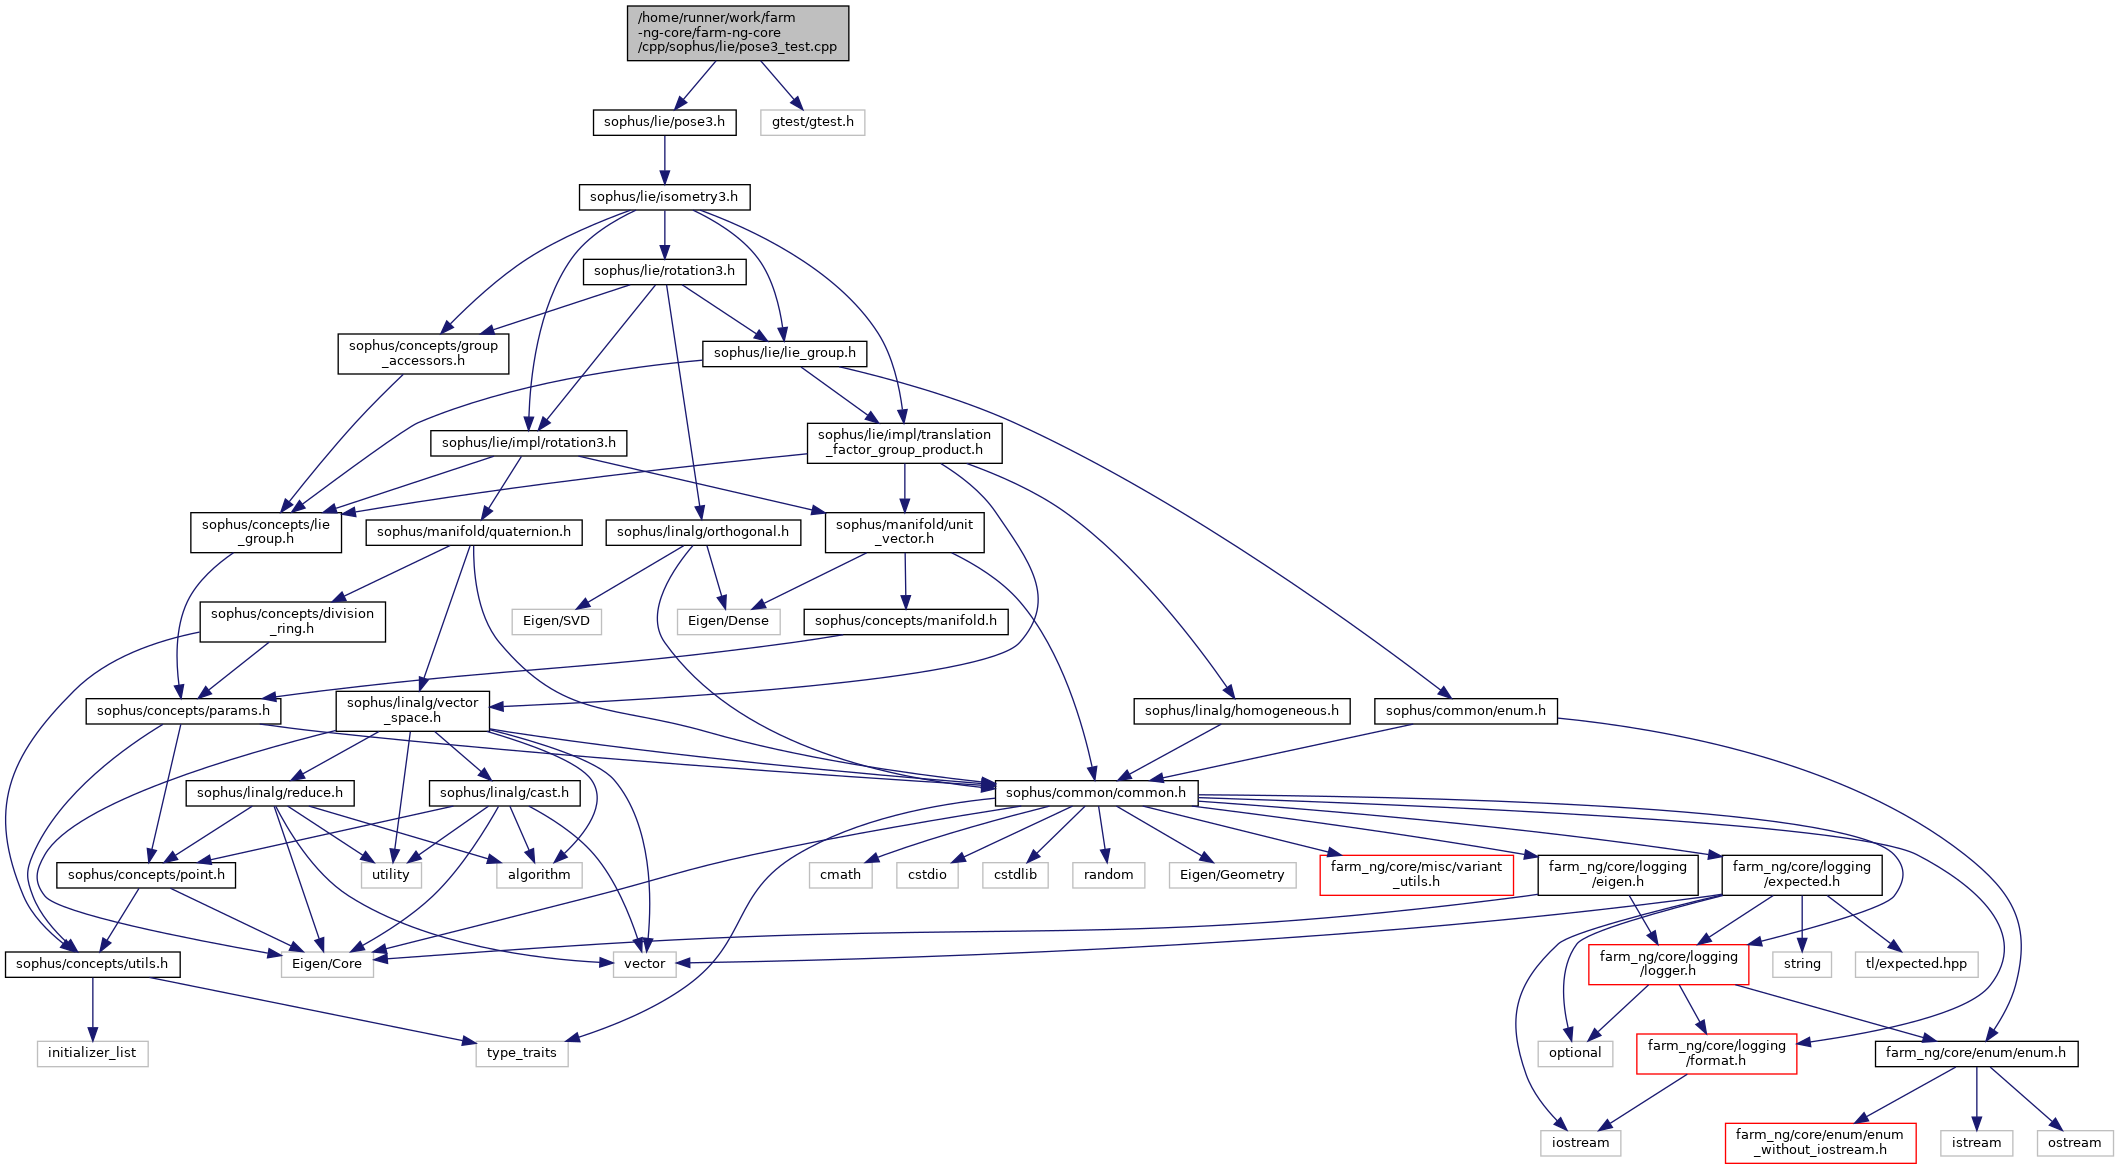 /home/runner/work/farm
-ng-core/farm-ng-core
/cpp/sophus/lie/pose3_test.cpp
sophus/lie/pose3.h
gtest/gtest.h
sophus/lie/isometry3.h
sophus/lie/rotation3.h
sophus/concepts/group
_accessors.h
sophus/lie/lie_group.h
sophus/lie/impl/rotation3.h
sophus/lie/impl/translation
_factor_group_product.h
sophus/concepts/lie
_group.h
sophus/manifold/quaternion.h
sophus/linalg/orthogonal.h
sophus/manifold/unit
_vector.h
sophus/concepts/division
_ring.h
Eigen/SVD
Eigen/Dense
sophus/concepts/manifold.h
sophus/concepts/params.h
sophus/linalg/vector
_space.h
sophus/linalg/homogeneous.h
sophus/common/enum.h
sophus/linalg/reduce.h
sophus/linalg/cast.h
sophus/common/common.h
sophus/concepts/point.h
utility
algorithm
cmath
cstdio
cstdlib
random
Eigen/Geometry
farm_ng/core/misc/variant
_utils.h
farm_ng/core/logging
/eigen.h
farm_ng/core/logging
/expected.h
sophus/concepts/utils.h
Eigen/Core
vector
farm_ng/core/logging
/logger.h
string
tl/expected.hpp
initializer_list
type_traits
optional
farm_ng/core/logging
/format.h
farm_ng/core/enum/enum.h
iostream
farm_ng/core/enum/enum
_without_iostream.h
istream
ostream